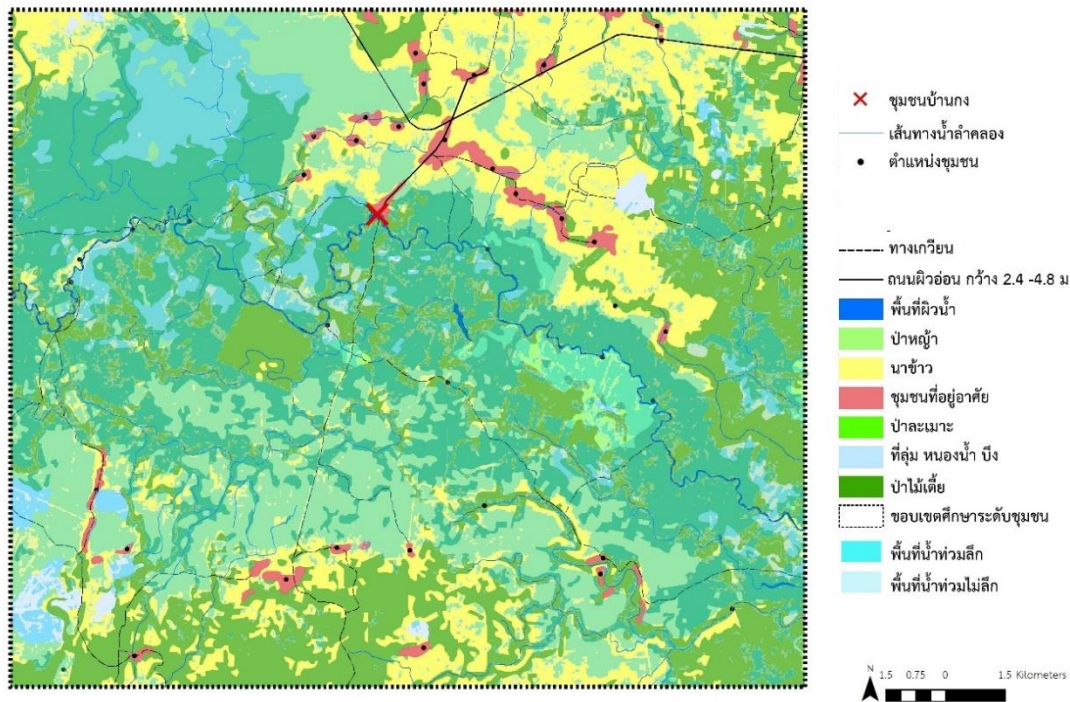 ชุมชนบ้านกง
เส้นทางน้ำลำคลอง
ตำแหน่งชุมชน
ทางเกวียน
ถนนผิวอ่อน กว้าง 2.4 -4.8 ม
พื้นที่ผิวน้ำ
ป่าหญ้า
นาข้าว
ชุมชนที่อยู่อาศัย
ป่าละเมาะ
ที่ลุ่ม หนองน้ำ บึง
ป่าไม้เตี้ย
ขอบเขตศึกษาระดับชุมชน
พื้นที่น้ำท่วมลึก
พื้นที่น้ำท่วมไม่ลึก
N
1.5 0.75 0 1.5 Kilometers